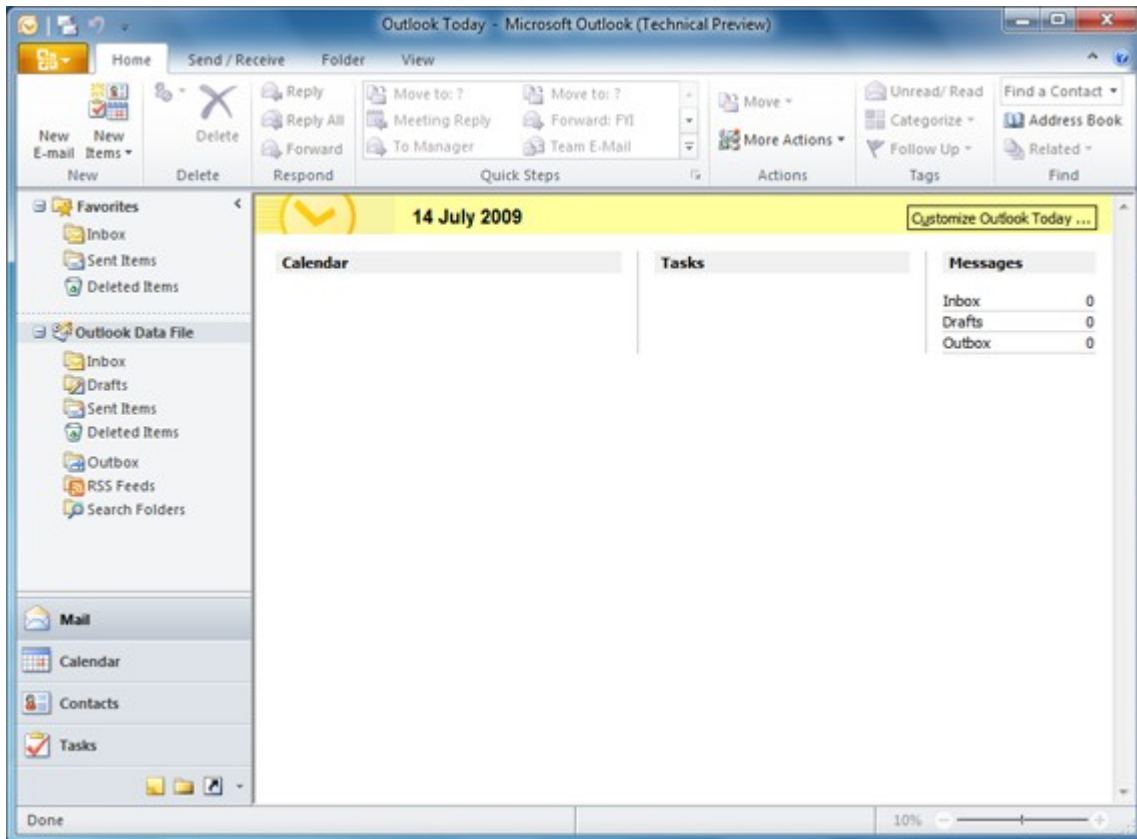 Outlook Today - Microsoft Outlook (Technical Preview)
Home Send / Receive Folder View
New E-mail
New Items
Delete
Reply
Reply All
Forward
Move to: ?
Meeting Reply
To Manager
Move to: ?
Forward: FYI
Team E-Mail
Move
More Actions
Unread/ Read
Categorize
Follow Up
Find a Contact
Address Book
Related
New Delete Respond Quick Steps Actions Tags Find
Favorites
Inbox
Sent Items
Deleted Items
Outlook Data File
Inbox
Drafts
Sent Items
Deleted Items
Outbox
RSS Feeds
Search Folders
Mail
Calendar
Contacts
Tasks
14 July 2009
Customize Outlook Today ...
Calendar
Tasks
Messages
Inbox 0
Drafts 0
Outbox 0
Done
10%